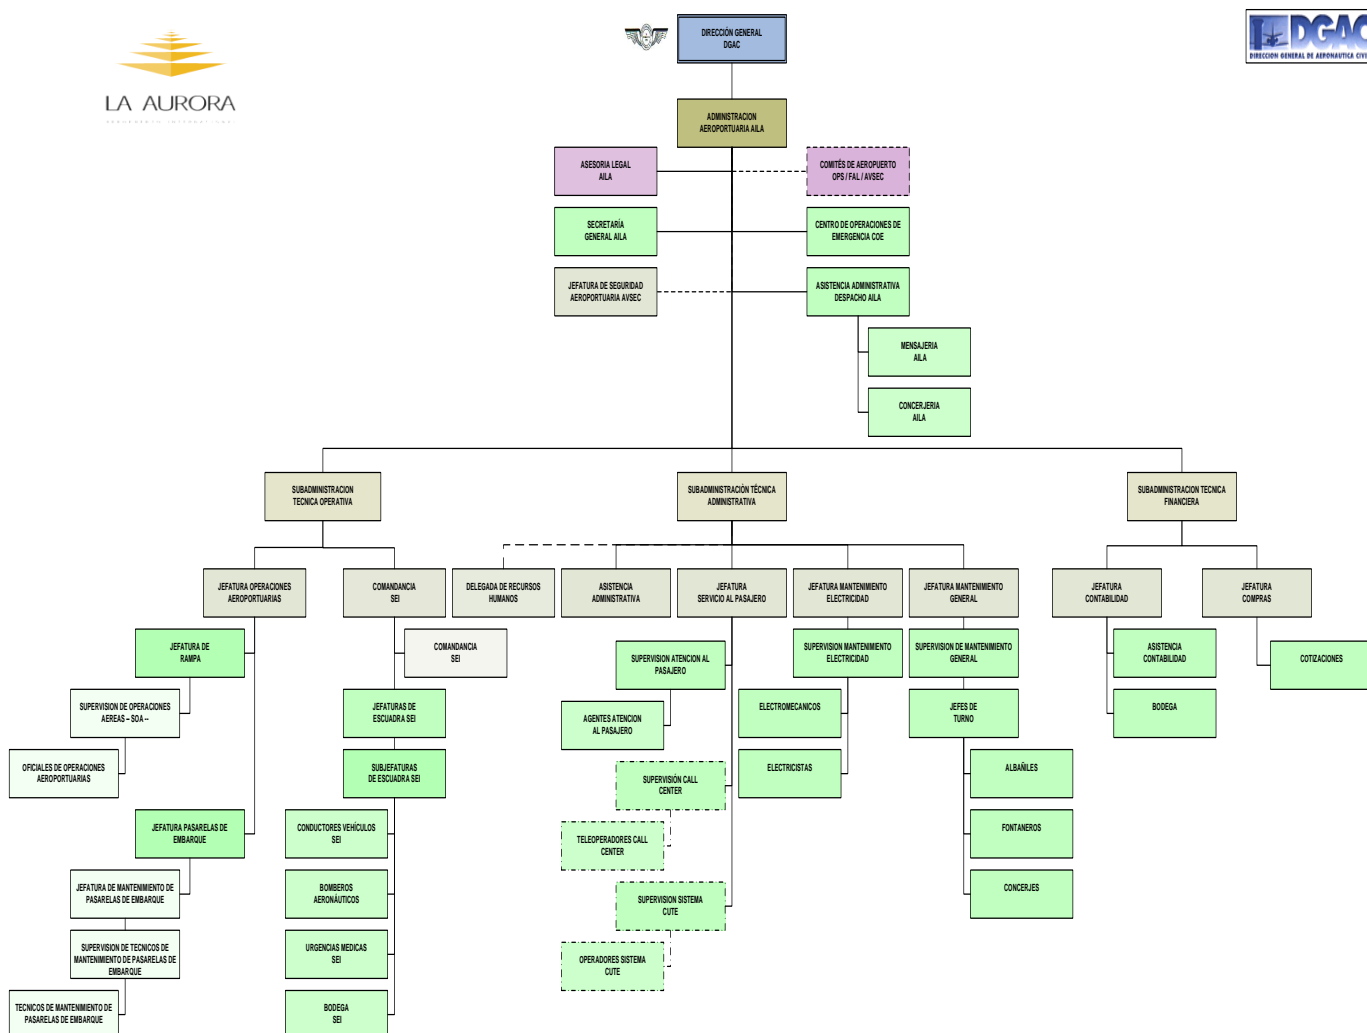 DIRECCIÓN GENERAL
DGAC
DGAC
DIRECCION GENERAL DE AERONAUTICA CIVIL
LA AURORA
ADMINISTRACION
AEROPORTUARIA AILA
ASESORIA LEGAL
AILA
COMITÉS DE AEROPUERTO
OPS / FAL / AVSEC
SECRETARÍA
GENERAL AILA
CENTRO DE OPERACIONES DE
EMERGENCIA COE
JEFATURA DE SEGURIDAD
AEROPORTUARIA AVSEC
ASISTENCIA ADMINISTRATIVA
DESPACHO AILA
MENSAJERIA
AILA
CONCERJERIA
AILA
SUBADMINISTRACION
TECNICA OPERATIVA
SUBADMINISTRACIÓN TÉCNICA
ADMINISTRATIVA
SUBADMINISTRACION TECNICA
FINANCIERA
JEFATURA OPERACIONES
AEROPORTUARIAS
COMANDANCIA
SEI
DELEGADA DE RECURSOS
HUMANOS
ASISTENCIA
ADMINISTRATIVA
JEFATURA
SERVICIO AL PASAJERO
JEFATURA MANTENIMIENTO
ELECTRICIDAD
JEFATURA MANTENIMIENTO
GENERAL
JEFATURA
CONTABILIDAD
JEFATURA
COMPRAS
JEFATURA DE
RAMPA
COMANDANCIA
SEI
SUPERVISION ATENCION AL
PASAJERO
SUPERVISION MANTENIMIENTO
ELECTRICIDAD
SUPERVISION DE MANTENIMIENTO
GENERAL
ASISTENCIA
CONTABILIDAD
COTIZACIONES
SUPERVISION DE OPERACIONES
AEREAS – SOA --
JEFATURAS DE
ESCUADRA SEI
AGENTES ATENCION
AL PASAJERO
ELECTROMECANICOS
JEFES DE
TURNO
BODEGA
OFICIALES DE OPERACIONES
AEROPORTUARIAS
SUBJEFATURAS
DE ESCUADRA SEI
SUPERVISIÓN CALL
CENTER
ELECTRICISTAS
ALBAÑILES
JEFATURA PASARELAS DE
EMBARQUE
CONDUCTORES VEHÍCULOS
SEI
TELEOPERADORES CALL
CENTER
FONTANEROS
JEFATURA DE MANTENIMIENTO DE
PASARELAS DE EMBARQUE
BOMBEROS
AERONÁUTICOS
SUPERVISION SISTEMA
CUTE
CONCERJES
SUPERVISION DE TECNICOS DE
MANTENIMIENTO DE PASARELAS DE
EMBARQUE
URGENCIAS MEDICAS
SEI
OPERADORES SISTEMA
CUTE
TECNICOS DE MANTENIMIENTO DE
PASARELAS DE EMBARQUE
BODEGA
SEI